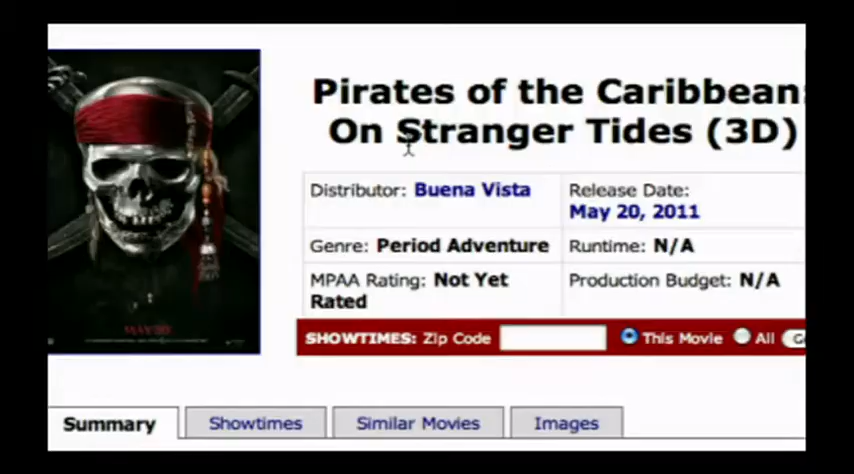 Pirates of the Caribbean:
On Stranger Tides (3D)
Distributor: Buena Vista
Release Date:
May 20, 2011
Genre: Period Adventure
Runtime: N/A
MPAA Rating: Not Yet
Rated
Production Budget: N/A
SHOWTIMES: Zip Code
This Movie
All
MAY 20
Summary
Showtimes
Similar Movies
Images